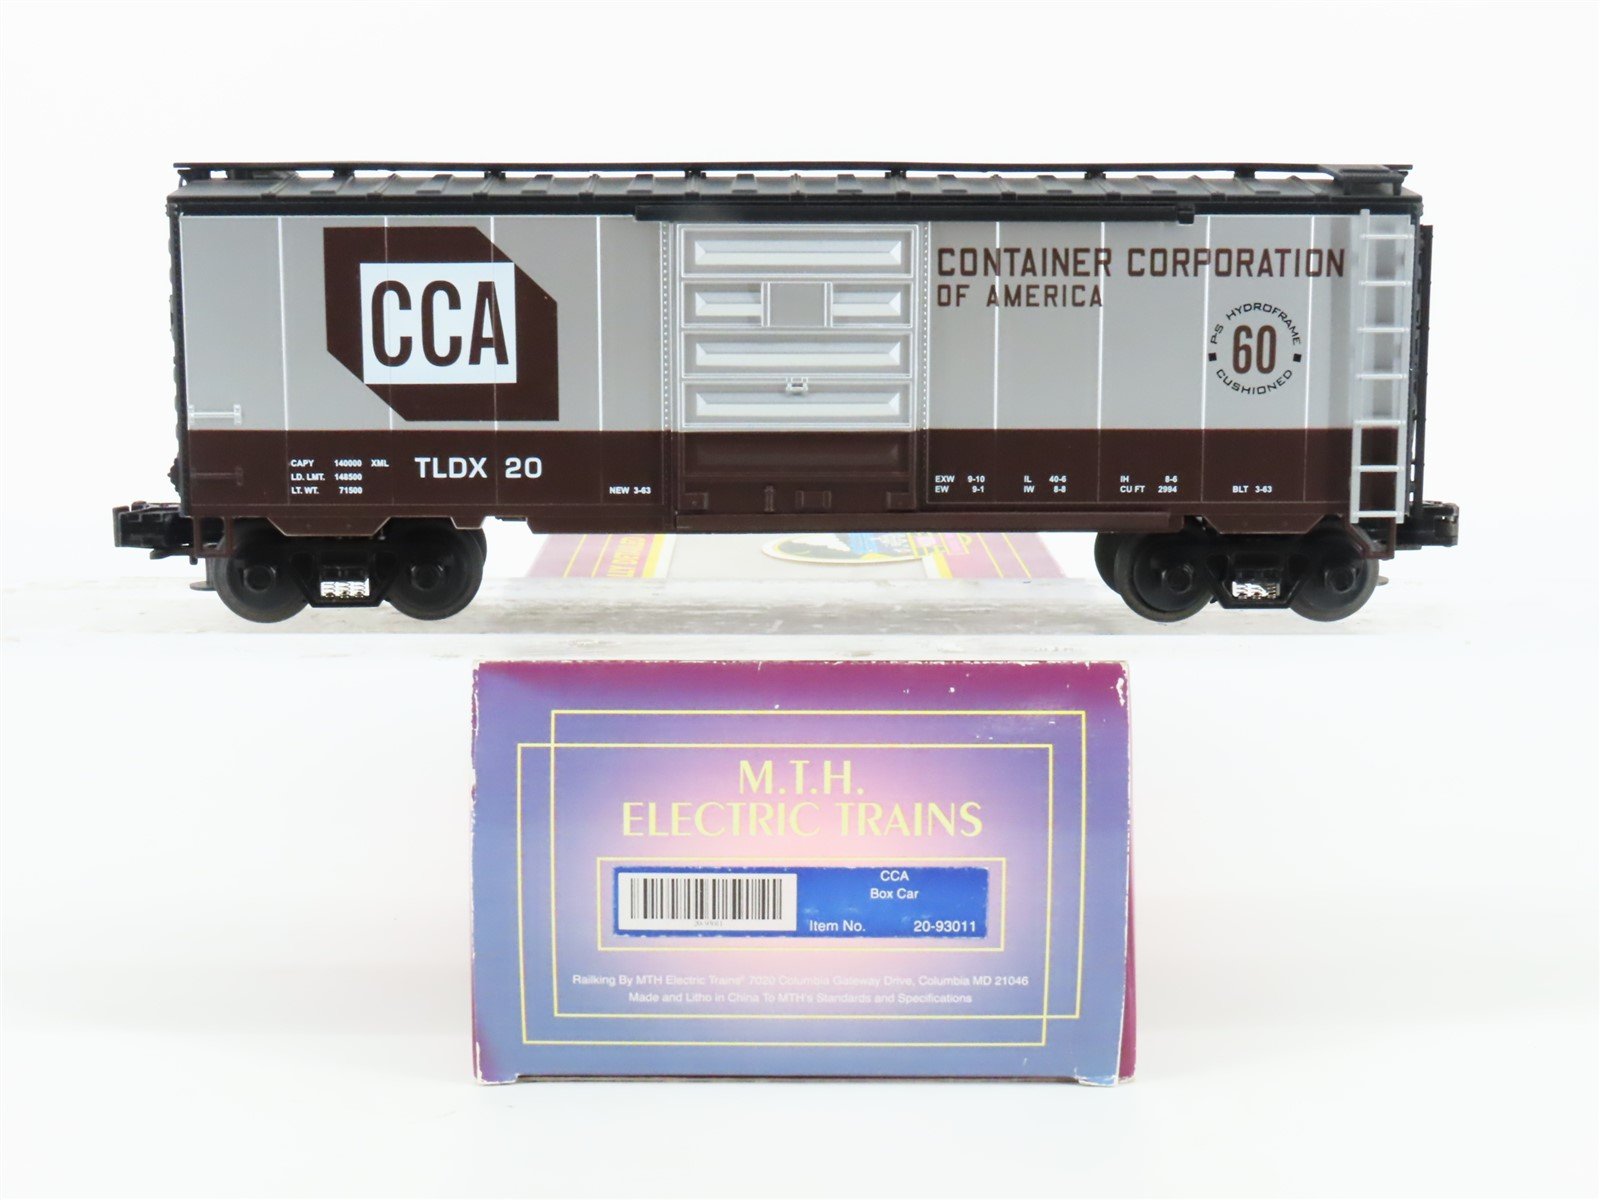 CCA
CONTAINER CORPORATION
OF AMERICA
P-S HYDROFRAME
60
CUSHIONED
CAPY 140000 XML
LD. LMT. 148500
LT. WT. 71500
TLDX 20
NEW 3-63
EXW 9-10 IL 40-6 IH 8-6
EW 9-1 IW 8-8 CU FT 2994
BLT 3-63
M.T.H.
ELECTRIC TRAINS
CCA
Box Car
Item No. 20-93011
20-93011
Railking By MTH Electric Trains® 7020 Columbia Gateway Drive, Columbia MD 21046
Made and Litho in China To MTH's Standards and Specifications